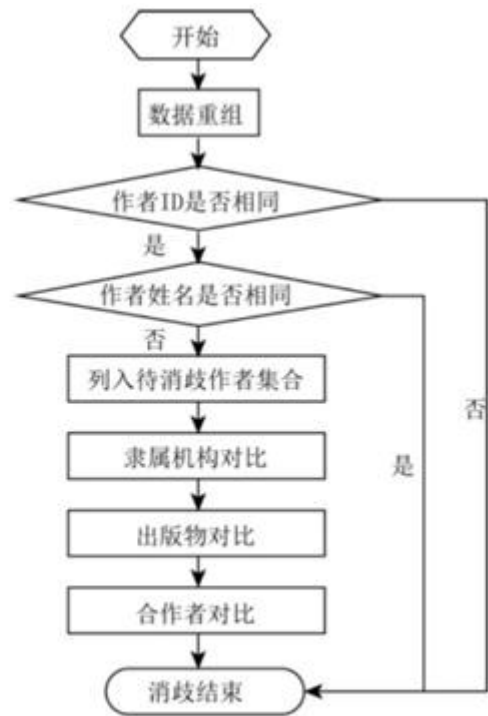 开始
数据重组
作者ID是否相同
是
作者姓名是否相同
否
列入待消歧作者集合
否
隶属机构对比
是
出版物对比
合作者对比
消歧结束